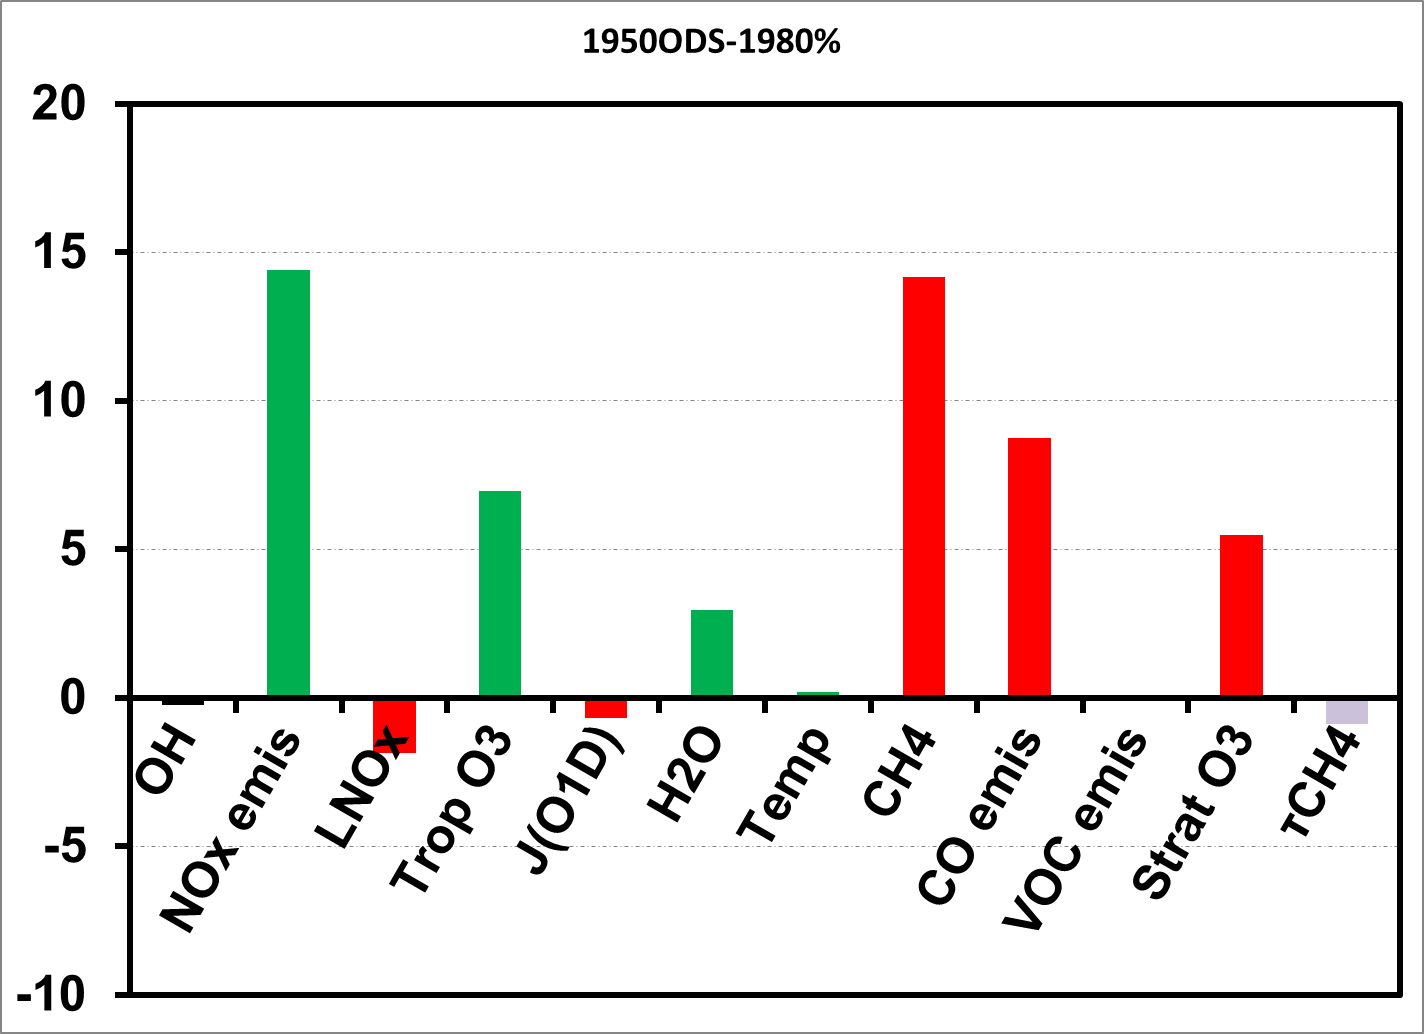 1950ODS-1980%
20
15
10
5
0
-5
-10
OH
NOx emis
LNOx
Trop O3
J(O1D)
H2O
Temp
CH4
CO emis
VOC emis
Strat O3
τCH4